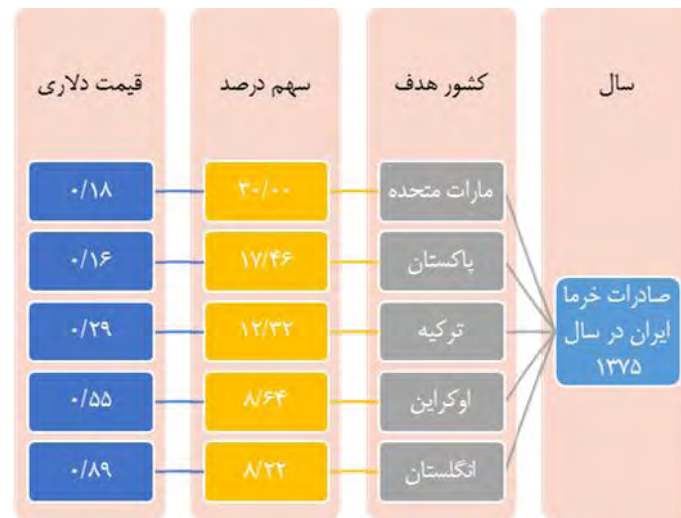 سال
کشور هدف
سهم درصد
قیمت دلاری
صادرات خرما
ایران در سال
۱۳۷۵
مارات متحده
۳۰/۰۰
۰/۱۸
پاکستان
۱۷/۴۶
۰/۱۶
ترکیه
۱۲/۳۲
۰/۲۹
اوکراین
۸/۶۴
۰/۵۵
انگلستان
۸/۲۲
۰/۸۹